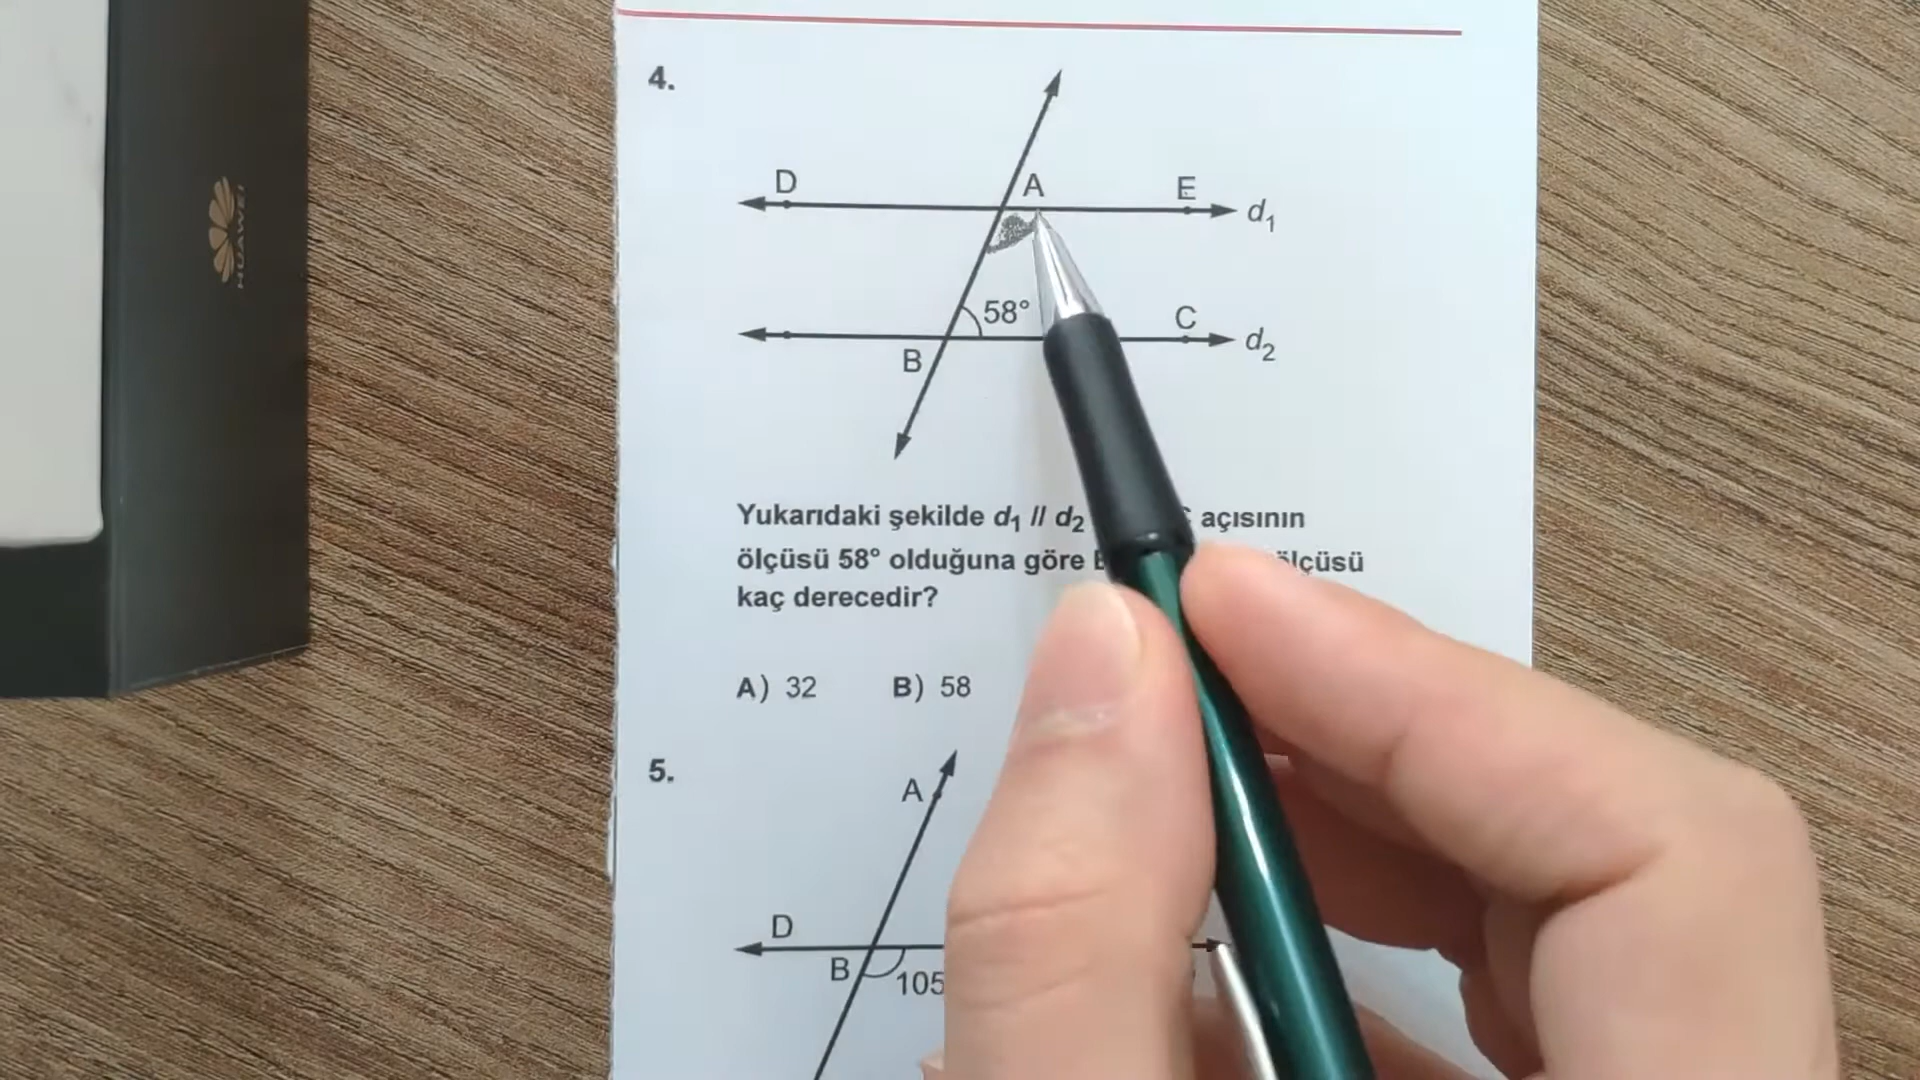 HUAWEI
4.
A
D
E
d₁
58°
C
B
d₂
Yukarıdaki şekilde d₁ // d₂ açısının
ölçüsü 58° olduğuna göre ölçüsü
kaç derecedir?
A) 32 B) 58
5.
A
D
B
105